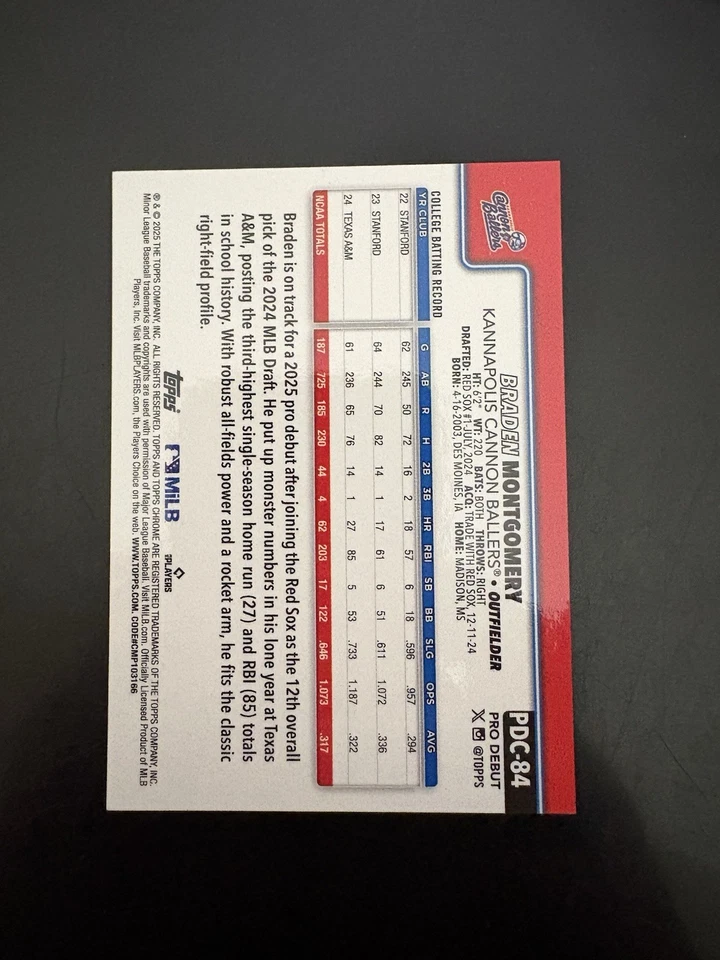 Cannon Ballers
BRADEN MONTGOMERY
KANNAPOLIS CANNON BALLERS® • OUTFIELDER
HT: 6'2" WT: 220 BATS: BOTH THROWS: RIGHT
DRAFTED: RED SOX #1-JULY, 2024 ACQ: TRADE WITH RED SOX, 12-11-24
BORN: 4-16-2003, DES MOINES, IA HOME: MADISON, MS
PDC-84
PRO DEBUT
X @TOPPS
COLLEGE BATTING RECORD
YR CLUB G AB R H 2B 3B HR RBI SB BB SLG OPS AVG
22 STANFORD 62 245 50 72 16 2 18 57 6 18 .596 .957 .294
23 STANFORD 64 244 70 82 14 1 17 61 6 51 .611 1.072 .336
24 TEXAS A&M 61 236 65 76 14 1 27 85 5 53 .733 1.187 .322
NCAA TOTALS 187 725 185 230 44 4 62 203 17 122 .646 1.073 .317
Braden is on track for a 2025 pro debut after joining the Red Sox as the 12th overall
pick of the 2024 MLB Draft. He put up monster numbers in his lone year at Texas
A&M, posting the third-highest single-season home run (27) and RBI (85) totals
in school history. With robust all-fields power and a rocket arm, he fits the classic
right-field profile.
topps
MiLB
PLAYERS
® & © 2025 THE TOPPS COMPANY, INC. ALL RIGHTS RESERVED. TOPPS AND TOPPS CHROME ARE REGISTERED TRADEMARKS OF THE TOPPS COMPANY, INC.
Minor League Baseball trademarks and copyrights are used with permission of Major League Baseball. Visit MiLB.com. Officially Licensed Product of MLB
Players, Inc. Visit MLBPLAYERS.com, the Players Choice on the web. WWW.TOPPS.COM. CODE#CMP103166